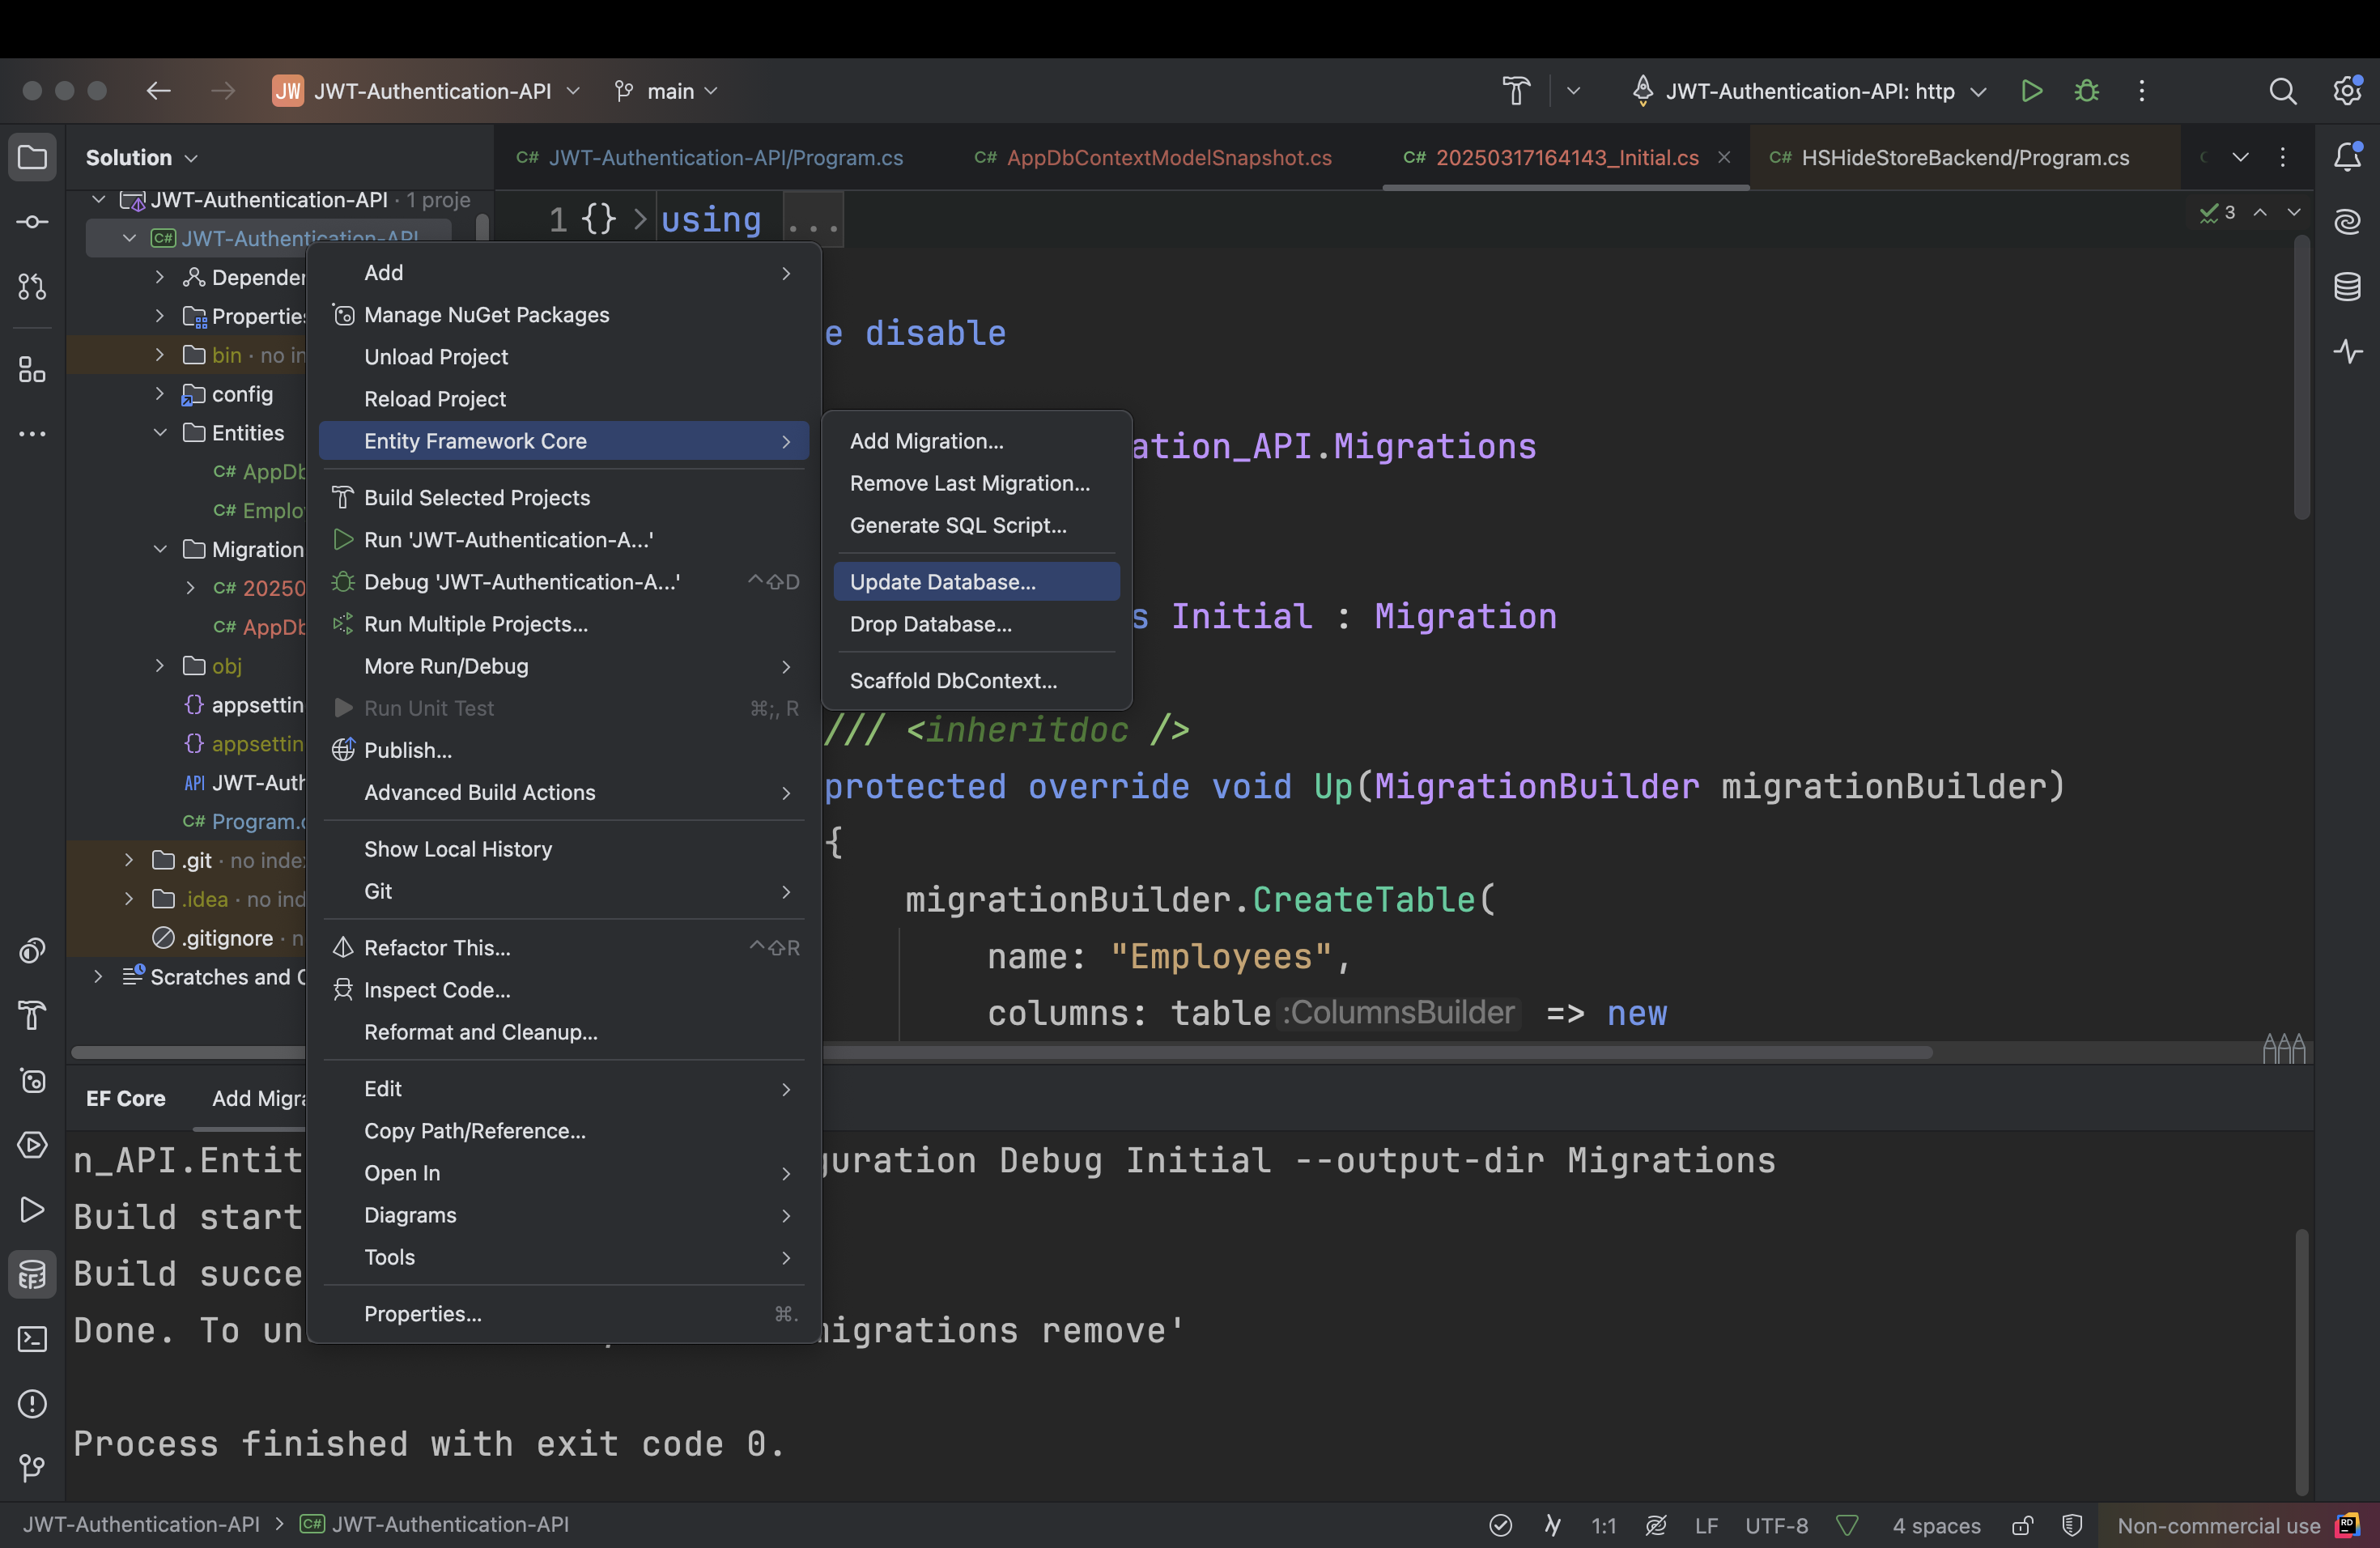 JW JWT-Authentication-API main JWT-Authentication-API: http
Solution
C# JWT-Authentication-API/Program.cs C# AppDbContextModelSnapshot.cs C# 20250317164143_Initial.cs C# HSHideStoreBackend/Program.cs
JWT-Authentication-API · 1 proje
C# JWT-Authentication-API
Depender
Properties
bin · no in
config
Entities
C# AppDb
C# Emplo
Migration
C# 20250
C# AppDb
obj
{} appsettin
{} appsettin
API JWT-Auth
C# Program.c
.git · no index
.idea · no ind
.gitignore · n
Scratches and C
Add
Manage NuGet Packages
Unload Project
Reload Project
Entity Framework Core
Build Selected Projects
Run 'JWT-Authentication-A...'
Debug 'JWT-Authentication-A...' ^⇧D
Run Multiple Projects...
More Run/Debug
Run Unit Test ⌘;, R
Publish...
Advanced Build Actions
Show Local History
Git
Refactor This... ^⇧R
Inspect Code...
Reformat and Cleanup...
Edit
Copy Path/Reference...
Open In
Diagrams
Tools
Properties... ⌘.
Add Migration...
Remove Last Migration...
Generate SQL Script...
Update Database...
Drop Database...
Scaffold DbContext...
1 {} > using ...
3
e disable
ation_API.Migrations
s Initial : Migration
/// <inheritdoc />
protected override void Up(MigrationBuilder migrationBuilder)
{
migrationBuilder.CreateTable(
name: "Employees",
columns: table :ColumnsBuilder => new
EF Core Add Migra
n_API.Entit guration Debug Initial --output-dir Migrations
Build start
Build succe
Done. To un migrations remove'
Process finished with exit code 0.
JWT-Authentication-API > C# JWT-Authentication-API
1:1 LF UTF-8 4 spaces Non-commercial use RD